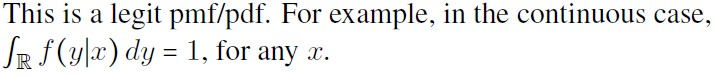 This is a legit pmf/pdf. For example, in the continuous case,
∫ℝ f(y|x) dy = 1, for any x.